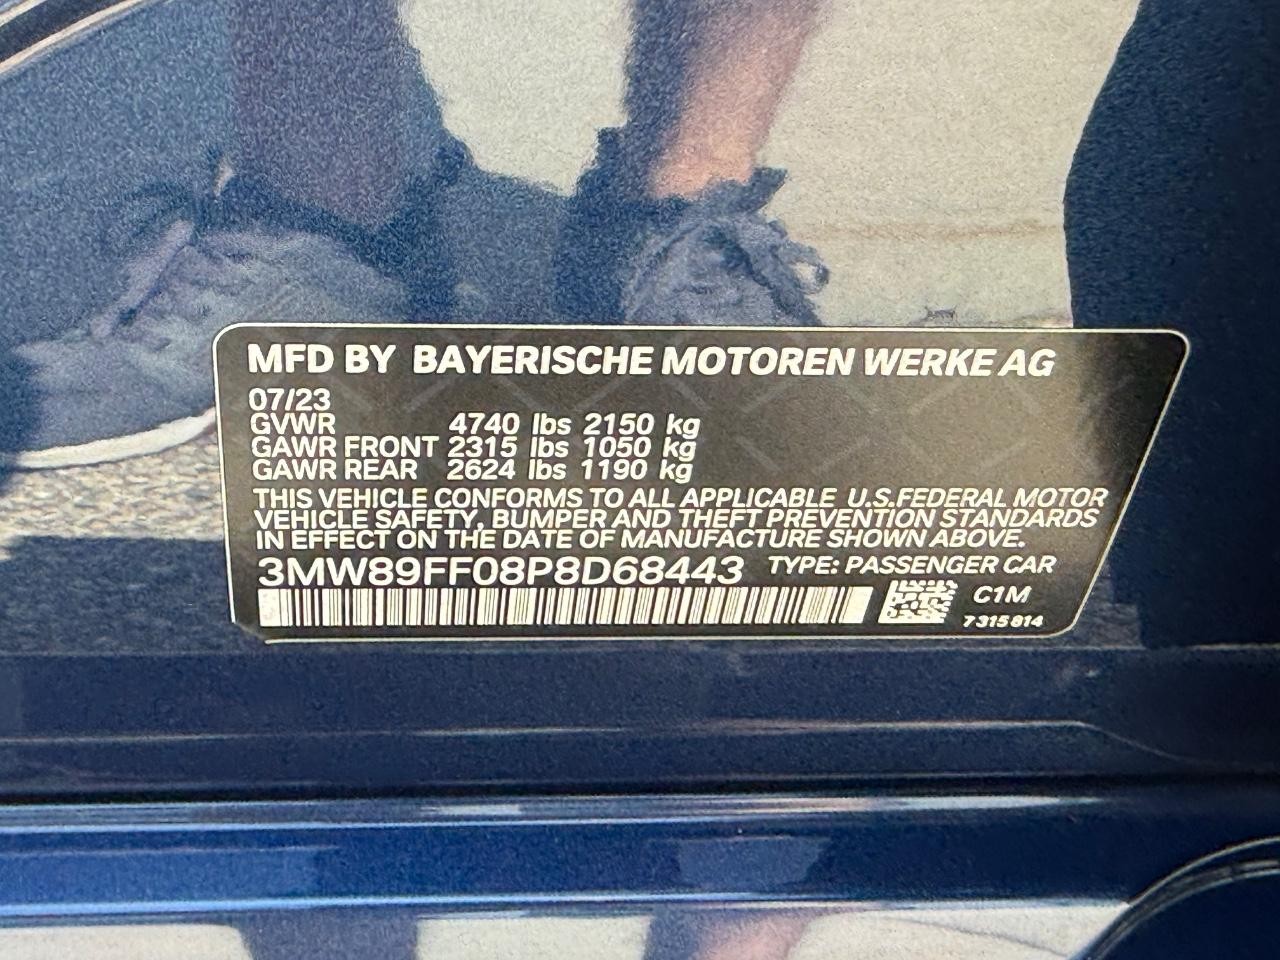 MFD BY BAYERISCHE MOTOREN WERKE AG
07/23
GVWR 4740 lbs 2150 kg
GAWR FRONT 2315 lbs 1050 kg
GAWR REAR 2624 lbs 1190 kg
THIS VEHICLE CONFORMS TO ALL APPLICABLE U.S.FEDERAL MOTOR
VEHICLE SAFETY, BUMPER AND THEFT PREVENTION STANDARDS
IN EFFECT ON THE DATE OF MANUFACTURE SHOWN ABOVE.
3MW89FF08P8D68443 TYPE: PASSENGER CAR
C1M
7315814